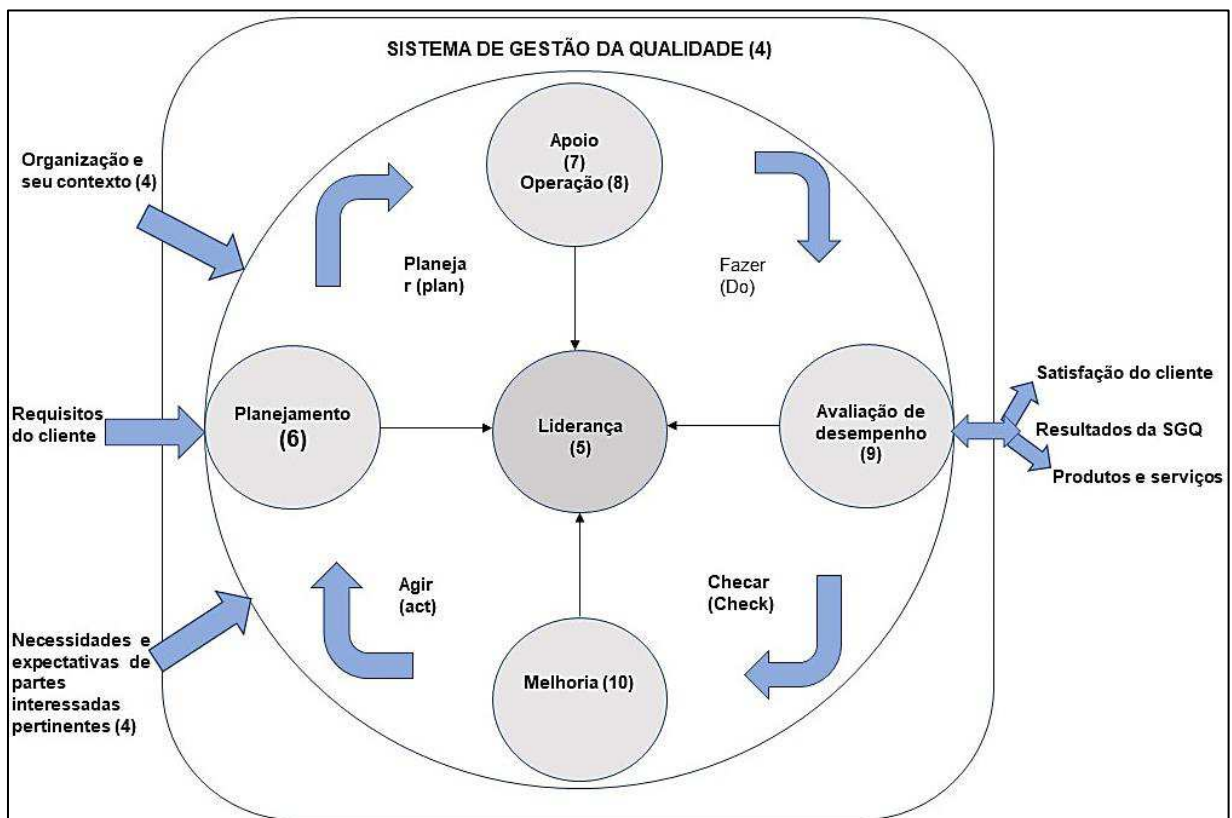 SISTEMA DE GESTÃO DA QUALIDADE (4)
Organização e
seu contexto (4)
Apoio
(7)
Operação (8)
Planeja
r (plan)
Fazer
(Do)
Requisitos
do cliente
Planejamento
(6)
Liderança
(5)
Avaliação de
desempenho
(9)
Satisfação do cliente
Resultados da SGQ
Produtos e serviços
Agir
(act)
Checar
(Check)
Necessidades e
expectativas de
partes
interessadas
pertinentes (4)
Melhoria (10)